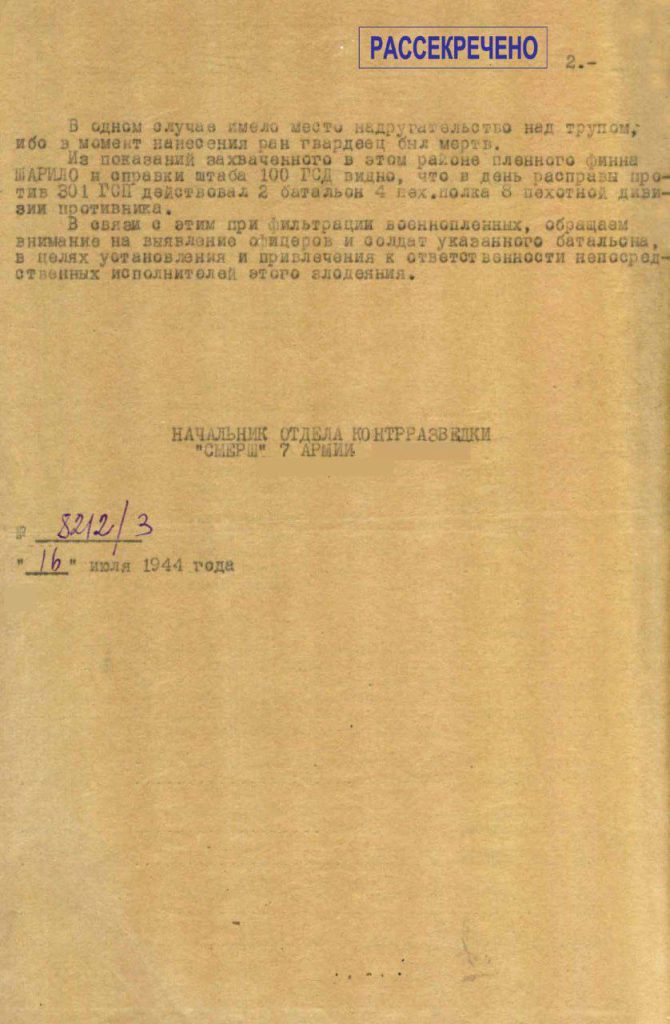 РАССЕКРЕЧЕНО
2.-
В одном случае имело место надругательство над трупом,
ибо в момент нанесения ран гвардеец был мертв.
Из показаний захваченного в этом районе пленного финна
ШАРИЛО и справки штаба 100 ГСД видно, что в день расправы про-
тив 301 ГСП действовал 2 батальон 4 пех.полка 8 пехотной диви-
зии противника.
В связи с этим при фильтрации военнопленных, обращаем
внимание на выявление офицеров и солдат указанного батальона,
в целях установления и привлечения к ответственности непосред-
ственных исполнителей этого злодеяния.
НАЧАЛЬНИК ОТДЕЛА КОНТРРАЗВЕДКИ
"СМЕРШ" 7 АРМИИ
№ 8212/3
"16" июля 1944 года